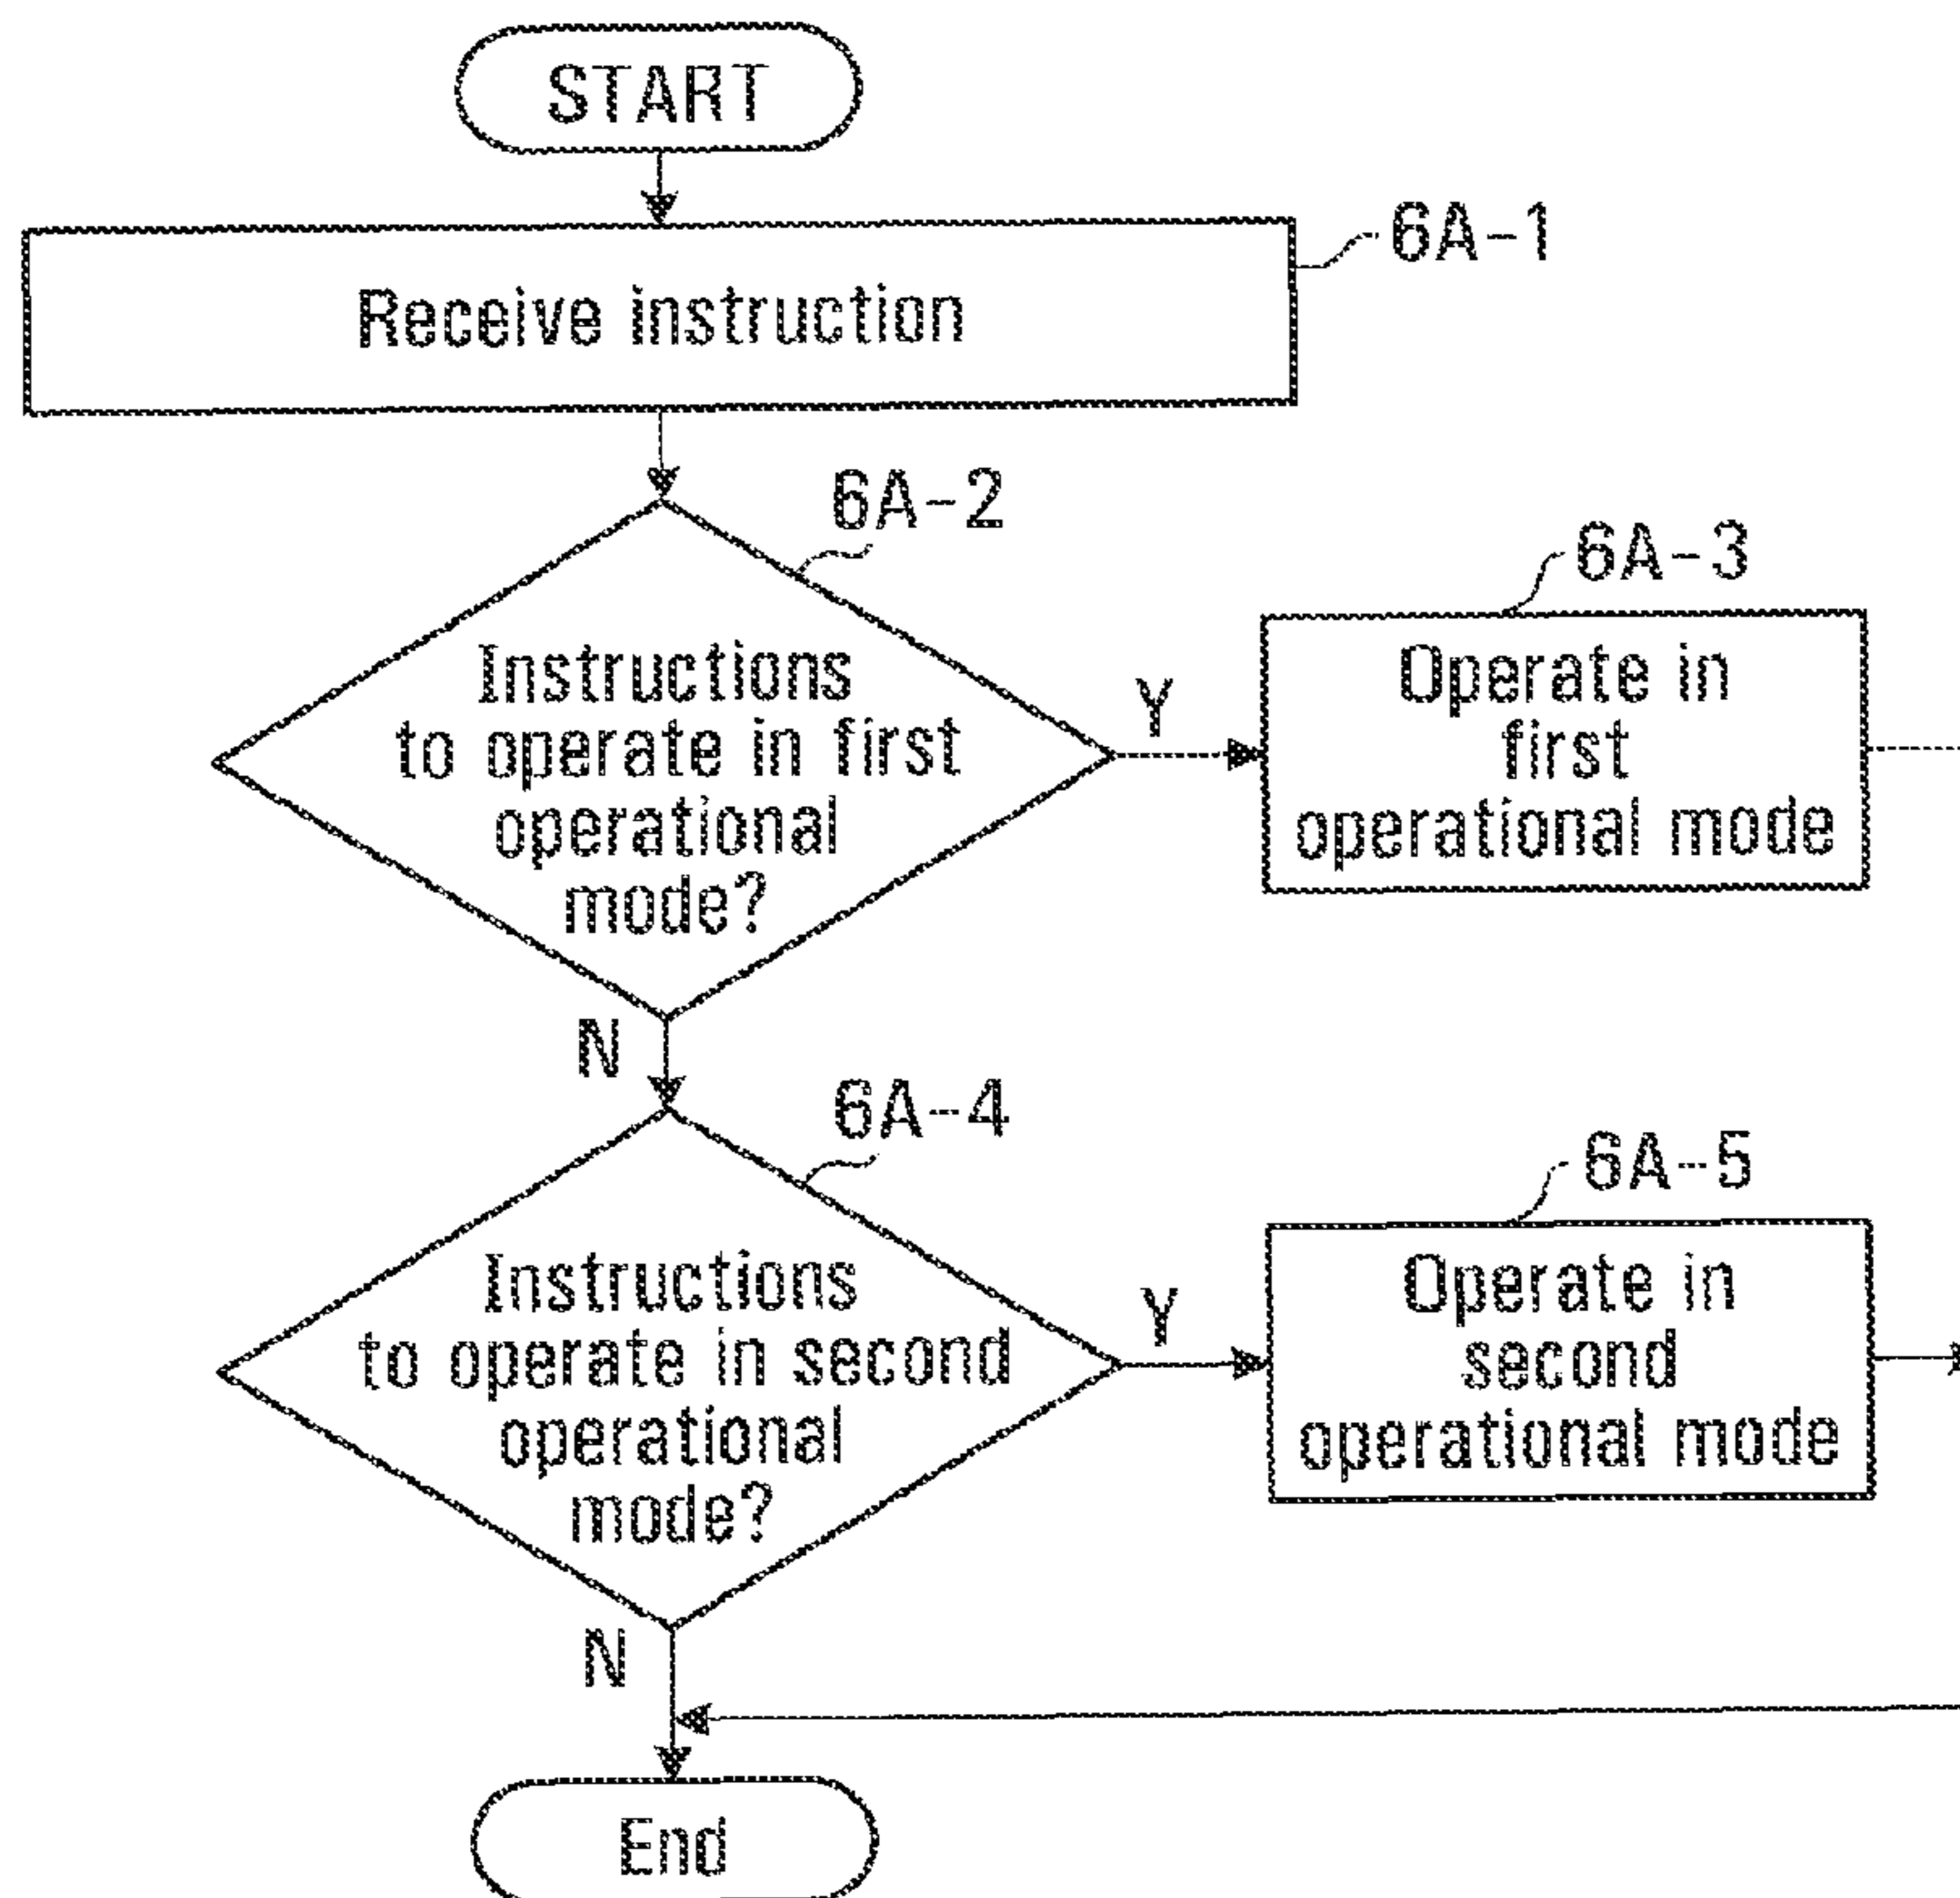 START
6A-1
Receive instruction
6A-2
Instructions
to operate in first
operational
mode?
Y
6A-3
Operate in
first
operational mode
N
6A-4
Instructions
to operate in second
operational
mode?
Y
6A-5
Operate in
second
operational mode
N
End